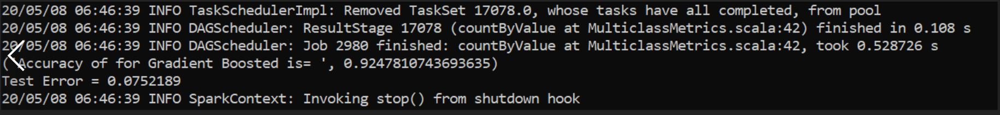 20/05/08 06:46:39 INFO TaskSchedulerImpl: Removed TaskSet 17078.0, whose tasks have all completed, from pool
20/05/08 06:46:39 INFO DAGScheduler: ResultStage 17078 (countByValue at MulticlassMetrics.scala:42) finished in 0.108 s
20/05/08 06:46:39 INFO DAGScheduler: Job 2980 finished: countByValue at MulticlassMetrics.scala:42, took 0.528726 s
( Accuracy of for Gradient Boosted is= ', 0.9247810743693635)
Test Error = 0.0752189
20/05/08 06:46:39 INFO SparkContext: Invoking stop() from shutdown hook